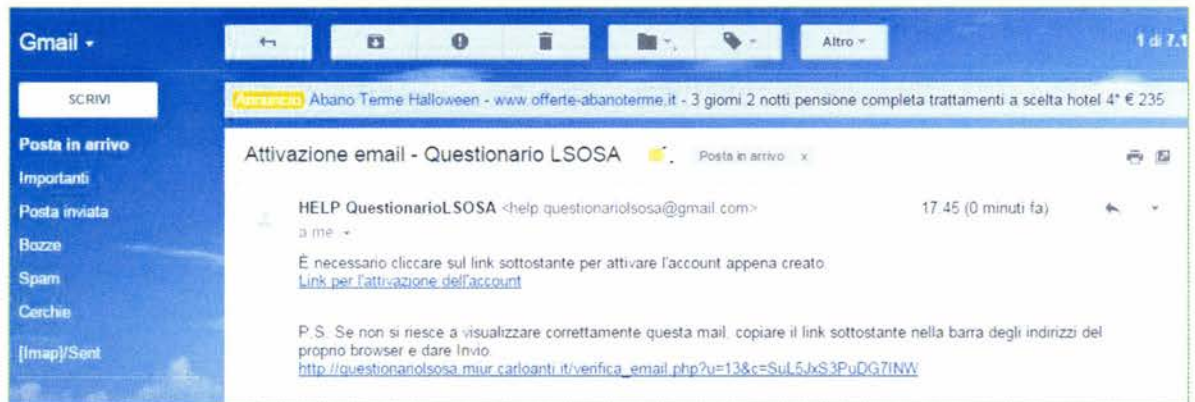 Gmail
Altro
1 di 7.1
SCRIVI
Annuncio Abano Terme Halloween - www.offerte-abanoterme.it - 3 giorni 2 notti pensione completa trattamenti a scelta hotel 4* € 235
Posta in arrivo
Importanti
Posta inviata
Bozze
Spam
Cerchie
[Imap]/Sent
Attivazione email - Questionario LSOSA Posta in arrivo x
HELP QuestionarioLSOSA <help.questionariolsosa@gmail.com> 17.45 (0 minuti fa)
a me
È necessario cliccare sul link sottostante per attivare l'account appena creato.
Link per l'attivazione dell'account
P.S. Se non si riesce a visualizzare correttamente questa mail, copiare il link sottostante nella barra degli indirizzi del
proprio browser e dare Invio.
http://questionariolsosa.miur.carloanti.it/verifica_email.php?u=13&c=SuL5JxS3PuDG7INW